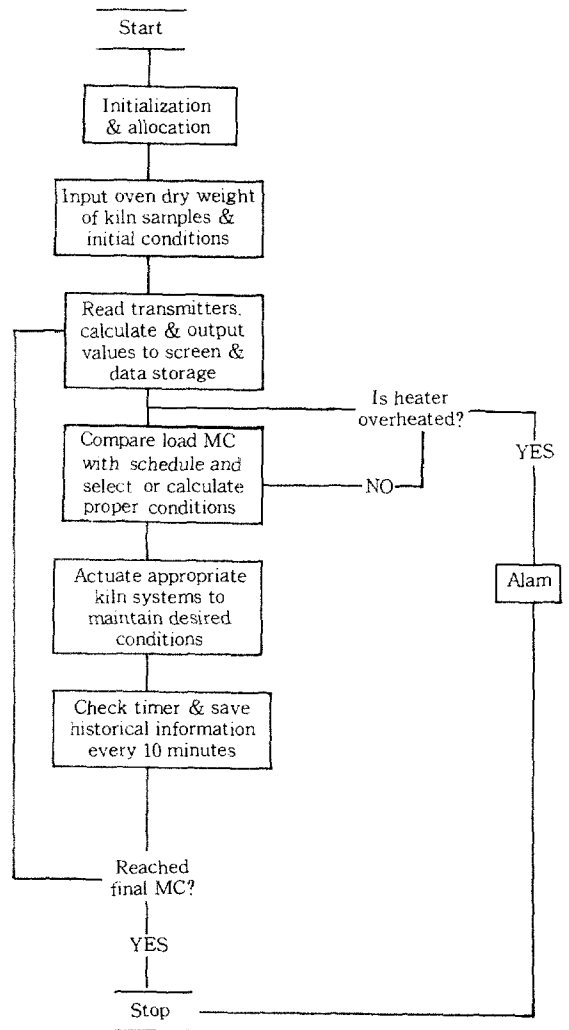 Start
Initialization
& allocation
Input oven dry weight
of kiln samples &
initial conditions
Read transmitters,
calculate & output
values to screen &
data storage
Is heater
overheated?
YES
Compare load MC
with schedule and
select or calculate
proper conditions
NO
Actuate appropriate
kiln systems to
maintain desired
conditions
Alam
Check timer & save
historical information
every 10 minutes
Reached
final MC?
YES
Stop